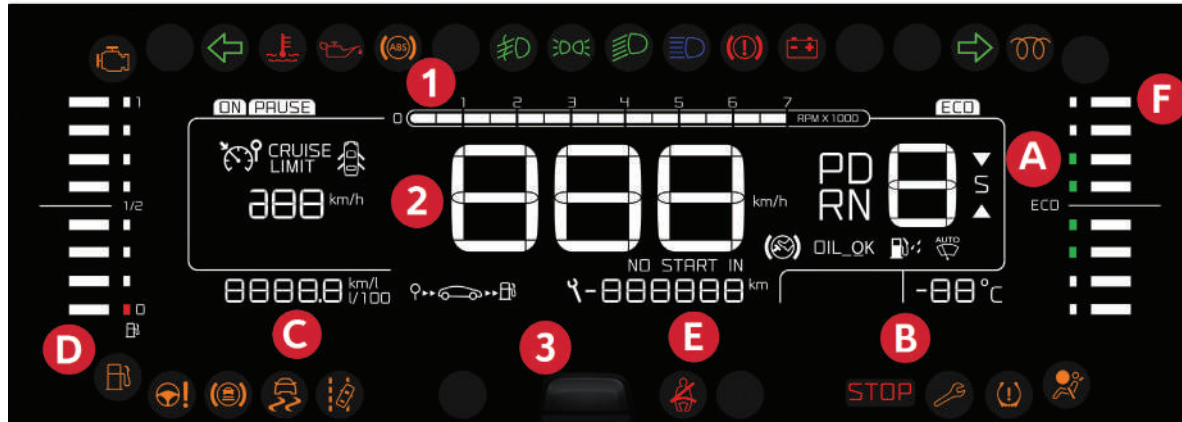 ABS
1
1 2 3 4 5 6 7
0 RPM X 1000
F
1
ON PAUSE
ECO
CRUISE
LIMIT
A
PD
RN
8
S
2
888
km/h
888 km/h
1/2
ECO
OIL_OK
AUTO
NO START IN
8888.8 km/l
l/100
-888888 km
-88°C
0
D
C
3
E
B
STOP